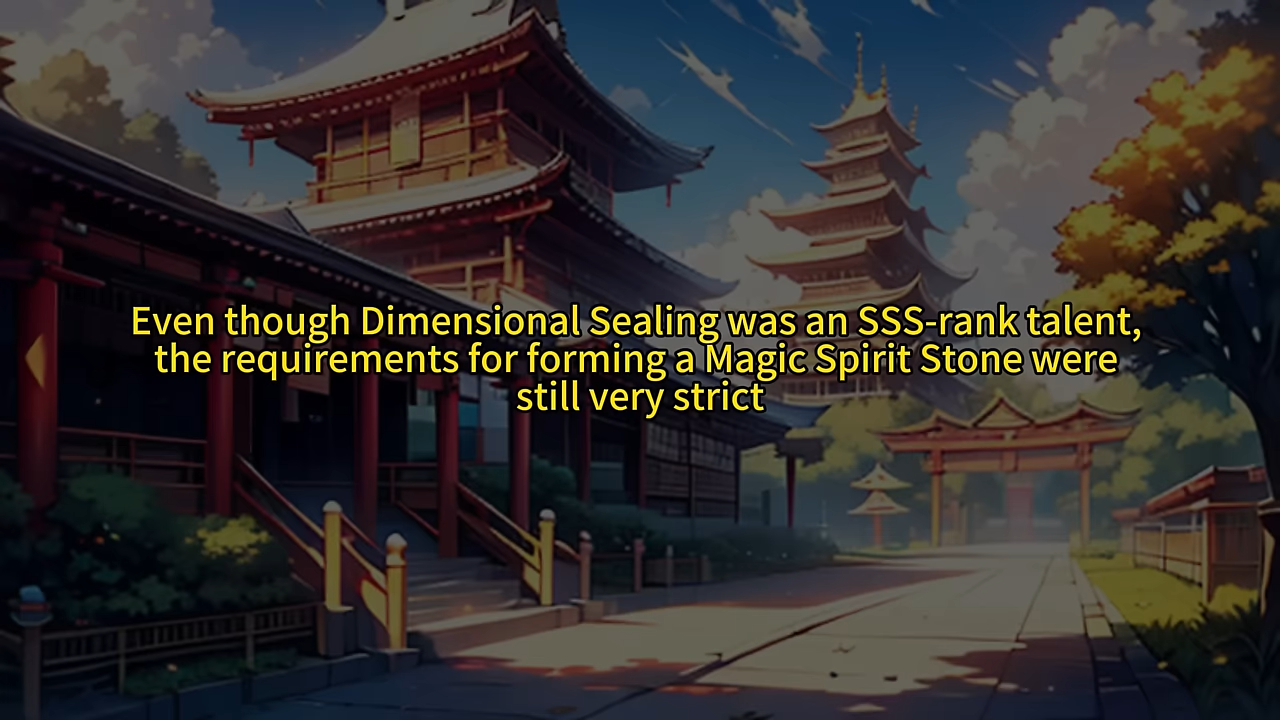 Even though Dimensional Sealing was an SSS-rank talent,
the requirements for forming a Magic Spirit Stone were
still very strict